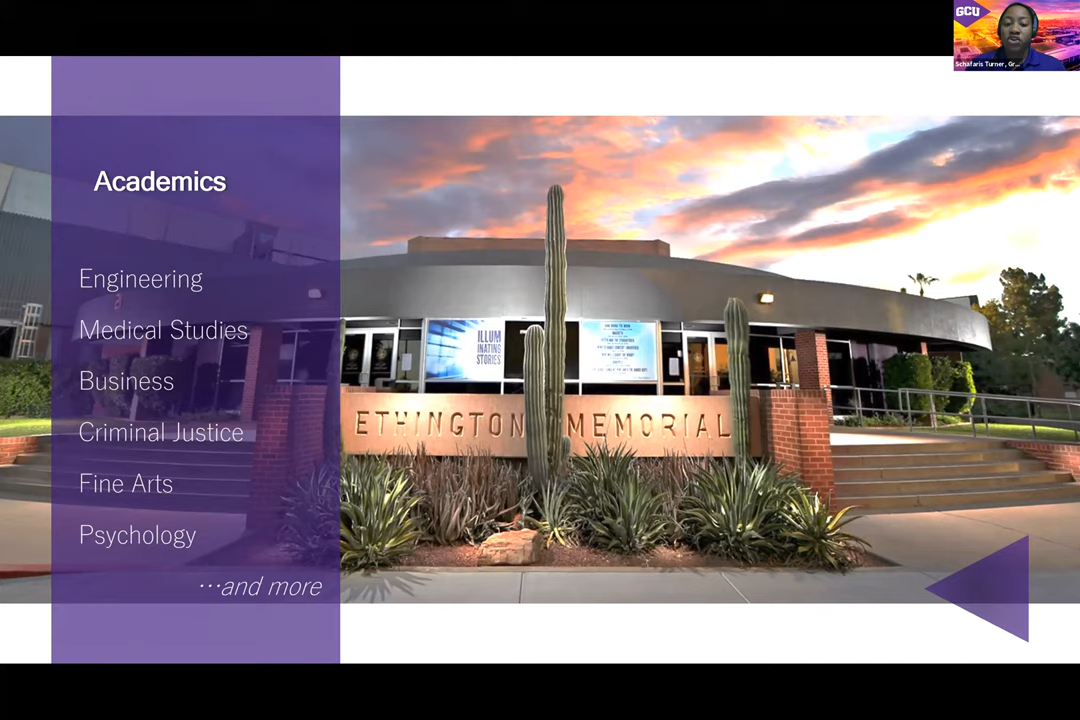 GCU
Schafaris Turner, Gr...
Academics
Engineering
Medical Studies
Business
Criminal Justice
Fine Arts
Psychology
...and more
ILLUM
INATING
STORIES
ETHINGTON MEMORIAL